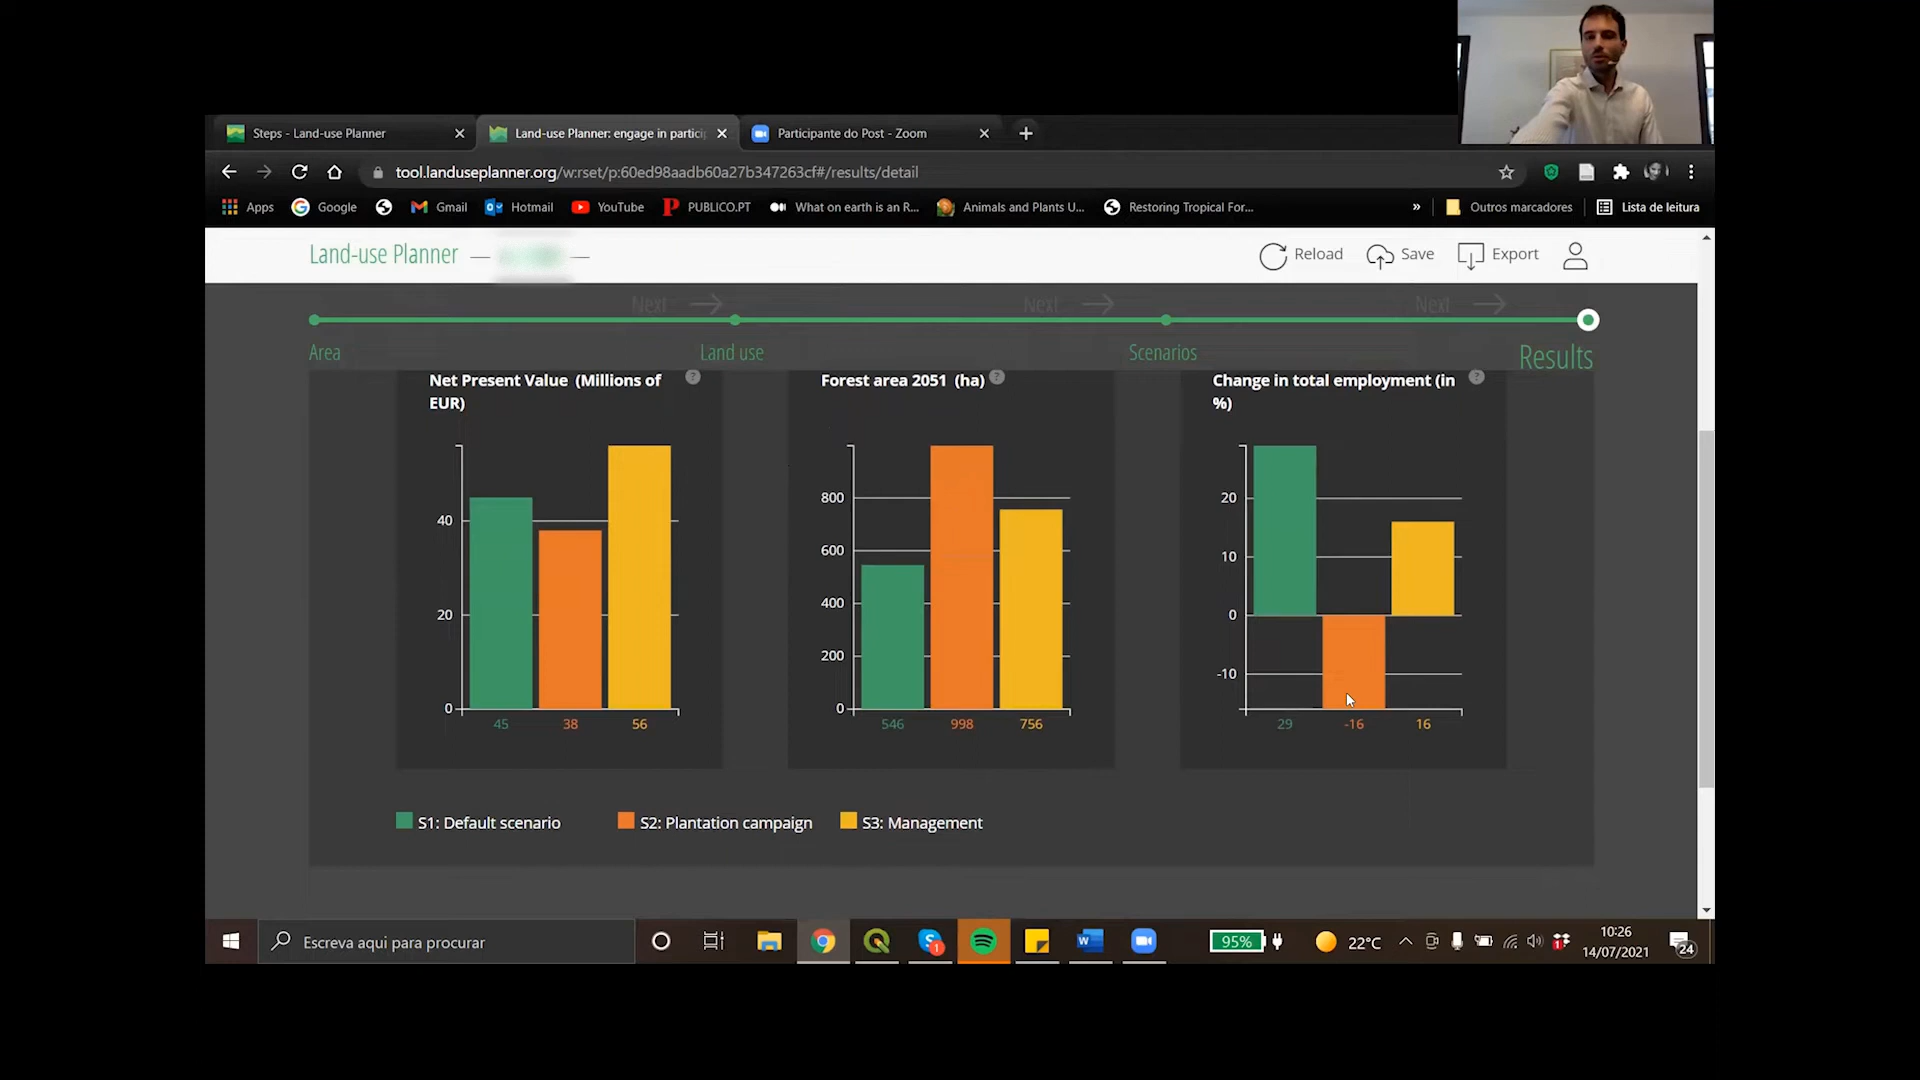 Steps - Land-use Planner
Land-use Planner: engage in partici
Participante do Post - Zoom
tool.landuseplanner.org/w:rset/p:60ed98aadb60a27b347263cf#/results/detail
Apps
Google
Gmail
Hotmail
YouTube
PUBLICO.PT
What on earth is an R...
Animals and Plants U...
Restoring Tropical For...
»
Outros marcadores
Lista de leitura
Land-use Planner
Reload
Save
Export
Next
Next
Next
Area
Land use
Scenarios
Results
Net Present Value (Millions of
EUR)
?
40
20
0
45
38
56
Forest area 2051 (ha)
?
800
600
400
200
0
546
998
756
Change in total employment (in
%)
?
20
10
0
-10
29
-16
16
S1: Default scenario
S2: Plantation campaign
S3: Management
Escreva aqui para procurar
95%
22°C
10:26
14/07/2021
24